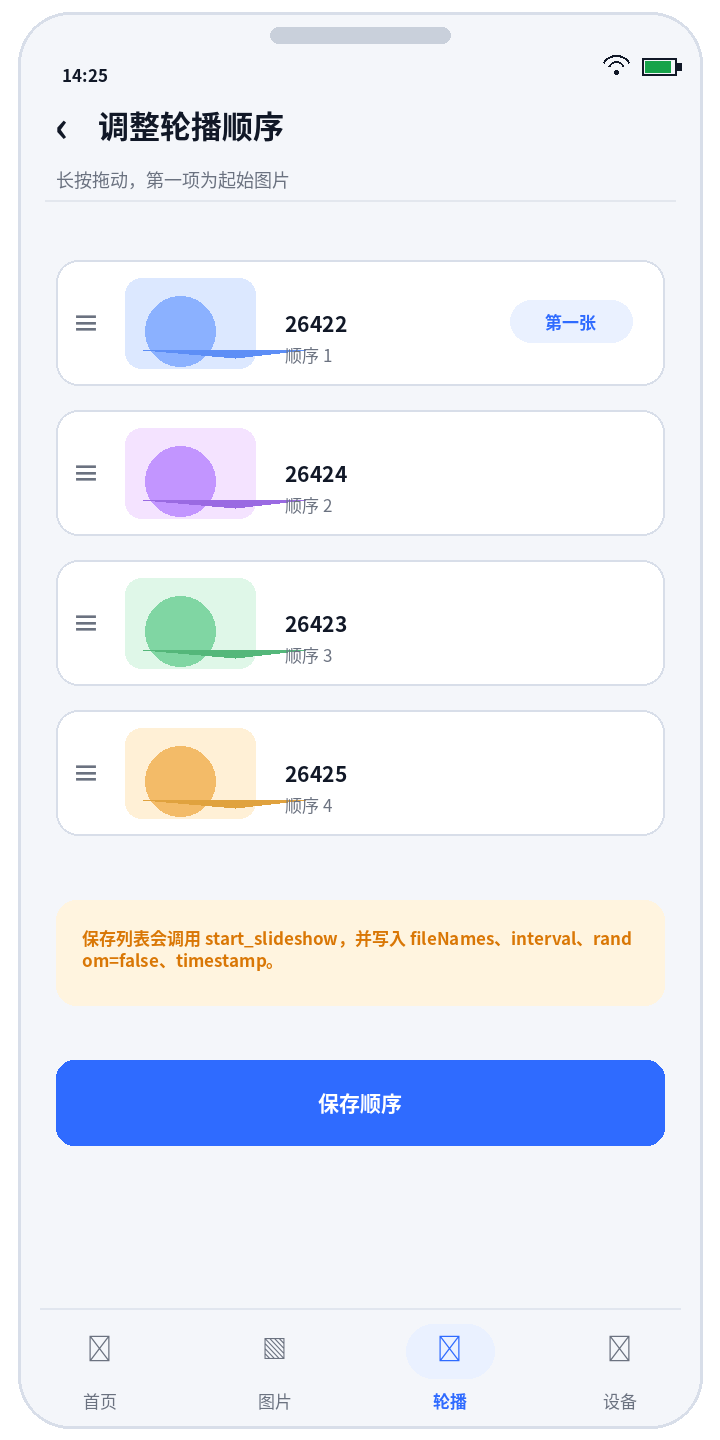 14:25
‹ 调整轮播顺序
长按拖动，第一项为起始图片
26422
第一张
顺序 1
26424
顺序 2
26423
顺序 3
26425
顺序 4
保存列表会调用 start_slideshow，并写入 fileNames、interval、rand
om=false、timestamp。
保存顺序
首页 图片 轮播 设备